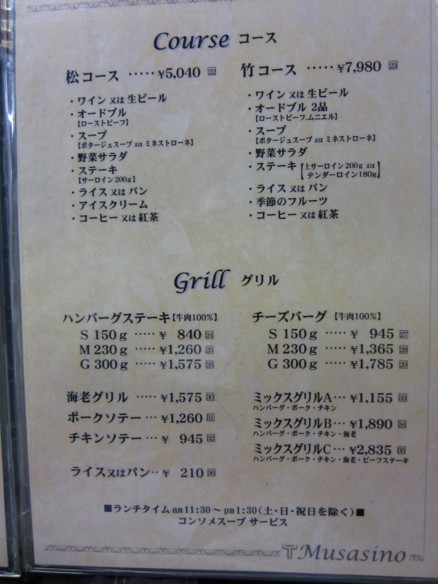 Course コース
松コース ‥‥‥¥5,040
・ワイン 又は 生ビール
・オードブル
【ローストビーフ】
・スープ
【ポタージュスープ 又は ミネストローネ】
・野菜サラダ
・ステーキ
【サーロイン200g】
・ライス 又は パン
・アイスクリーム
・コーヒー 又は 紅茶
竹コース ‥‥ ¥7,980
・ワイン 又は 生ビール
・オードブル 2品
【ローストビーフ,ムニエル】
・スープ
【ポタージュスープ 又は ミネストローネ】
・野菜サラダ
・ステーキ 【上サーロイン200g 又は
テンダーロイン180g】
・ライス 又は パン
・季節のフルーツ
・コーヒー 又は 紅茶
Grill グリル
ハンバーグステーキ【牛肉100%】
S 150g ‥‥‥ ¥ 840
M 230g ‥‥‥ ¥1,260
G 300g ‥‥‥ ¥1,575
海老グリル ‥‥‥¥1,575
ポークソテー‥‥¥1,260
チキンソテー‥‥¥ 945
ライス又はパン‥‥¥ 210
チーズバーグ【牛肉100%】
S 150g ‥‥‥ ¥ 945
M 230g ‥‥‥ ¥1,365
G 300g ‥‥‥ ¥1,785
ミックスグリルA‥‥¥1,155
ハンバーグ・ポーク・チキン
ミックスグリルB‥‥¥1,890
ハンバーグ・ポーク・チキン・海老
ミックスグリルC‥‥¥2,835
ハンバーグ・ポーク・チキン・海老・ビーフステーキ
■ランチタイム am11:30〜pm1:30(土・日・祝日を除く)■
コンソメスープ サービス
Musasino